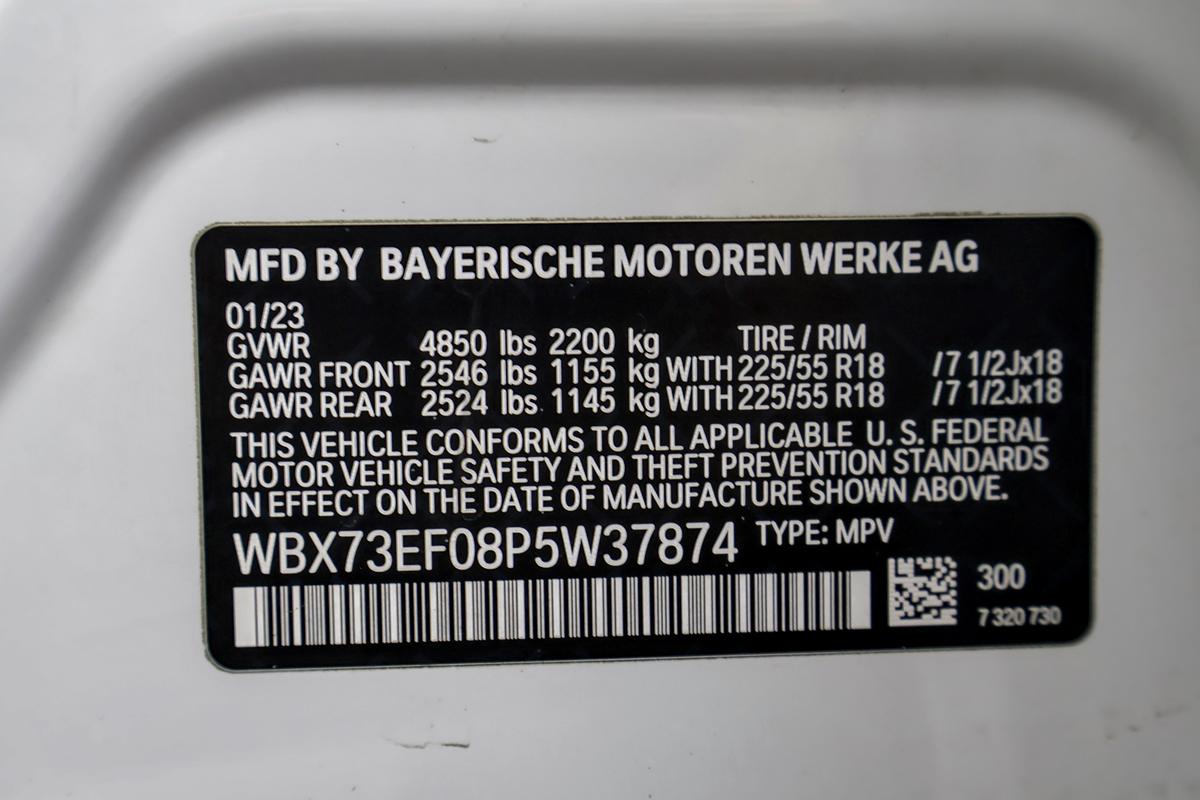 MFD BY BAYERISCHE MOTOREN WERKE AG
01/23
GVWR 4850 lbs 2200 kg TIRE / RIM
GAWR FRONT 2546 lbs 1155 kg WITH 225/55 R18 /7 1/2Jx18
GAWR REAR 2524 lbs 1145 kg WITH 225/55 R18 /7 1/2Jx18
THIS VEHICLE CONFORMS TO ALL APPLICABLE U. S. FEDERAL
MOTOR VEHICLE SAFETY AND THEFT PREVENTION STANDARDS
IN EFFECT ON THE DATE OF MANUFACTURE SHOWN ABOVE.
WBX73EF08P5W37874 TYPE: MPV
300
7 320 730